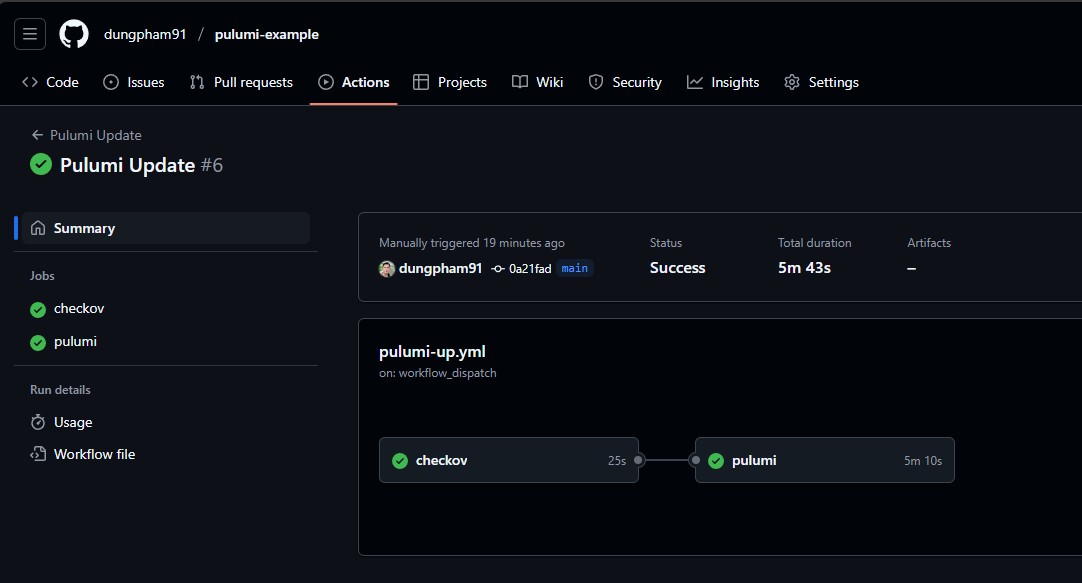 dungpham91 / pulumi-example
Code Issues Pull requests Actions Projects Wiki Security Insights Settings
Pulumi Update
Pulumi Update #6
Summary
Jobs
checkov
pulumi
Run details
Usage
Workflow file
Manually triggered 19 minutes ago
dungpham91 0a21fad main
Status
Success
Total duration
5m 43s
Artifacts
–
pulumi-up.yml
on: workflow_dispatch
checkov 25s
pulumi 5m 10s